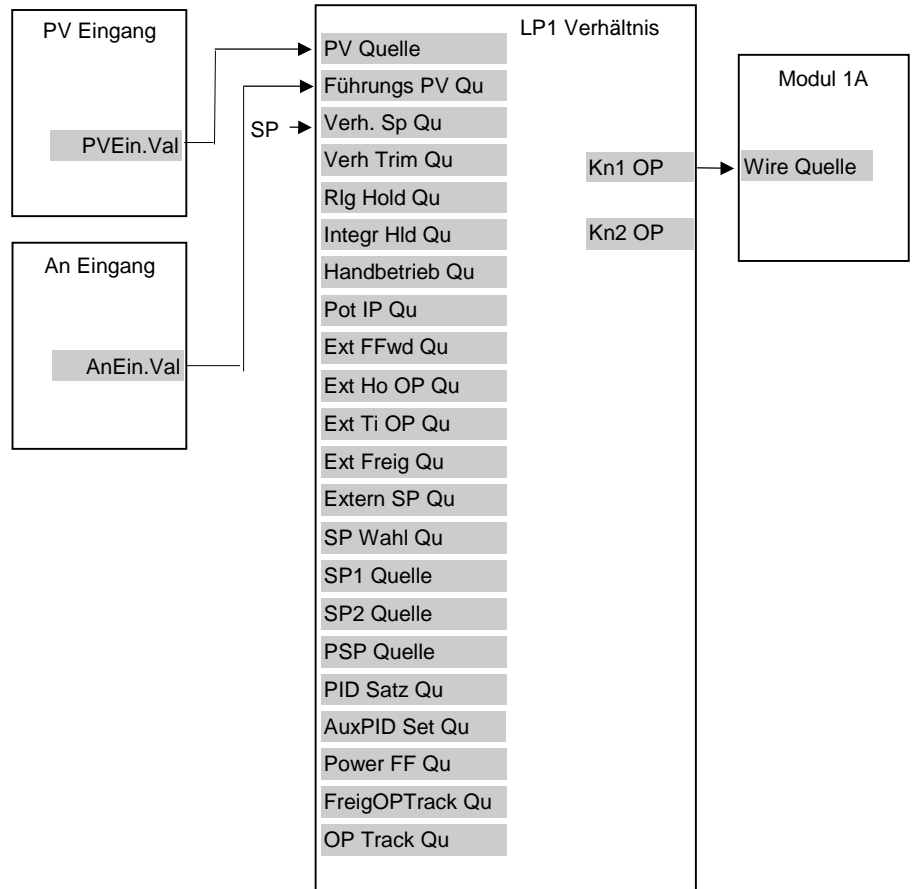 PV Eingang
PVEin.Val
An Eingang
AnEin.Val
SP
LP1 Verhältnis
PV Quelle
Führungs PV Qu
Verh. Sp Qu
Verh Trim Qu
Rlg Hold Qu
Integr Hld Qu
Handbetrieb Qu
Pot IP Qu
Ext FFwd Qu
Ext Ho OP Qu
Ext Ti OP Qu
Ext Freig Qu
Extern SP Qu
SP Wahl Qu
SP1 Quelle
SP2 Quelle
PSP Quelle
PID Satz Qu
AuxPID Set Qu
Power FF Qu
FreigOPTrack Qu
OP Track Qu
Kn1 OP
Kn2 OP
Modul 1A
Wire Quelle